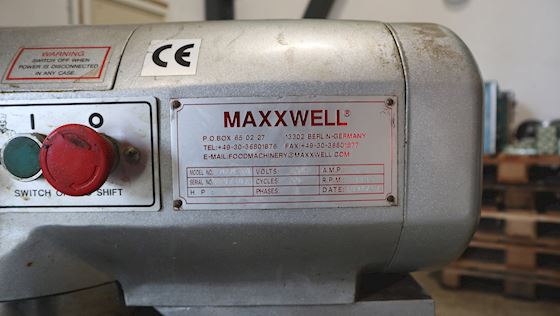 WARNING
SWITCH OFF WHEN
POWER IS DISCONNECTED
IN ANY CASE.
CE
I O
SWITCH OFF TO SHIFT
MAXXWELL®
P.O.BOX 65 02 27 13302 BERLIN-GERMANY
TEL:+49-30-36801876 FAX:+49-30-36801877
E-MAIL:FOODMACHINERY@MAXXWELL.COM
MODEL NO. VOLTS: A.M.P.
SERIAL NO. CYCLES: R.P.M.
H.P. PHASES: DATE: